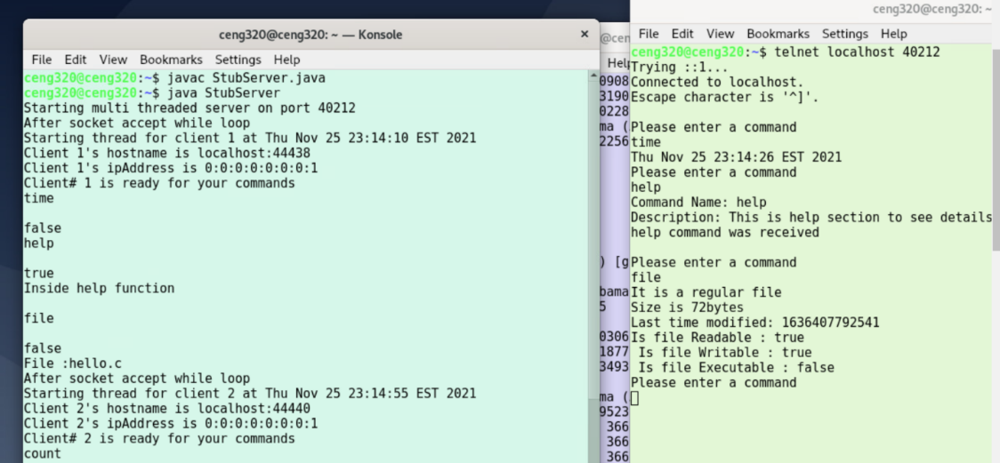 ceng320@ceng320: ~ — Konsole
×
File Edit View Bookmarks Settings Help
ceng320@ceng320:~$ javac StubServer.java
ceng320@ceng320:~$ java StubServer
Starting multi threaded server on port 40212
After socket accept while loop
Starting thread for client 1 at Thu Nov 25 23:14:10 EST 2021
Client 1's hostname is localhost:44438
Client 1's ipAddress is 0:0:0:0:0:0:0:1
Client# 1 is ready for your commands
time
false
help
true
Inside help function
file
false
File :hello.c
After socket accept while loop
Starting thread for client 2 at Thu Nov 25 23:14:55 EST 2021
Client 2's hostname is localhost:44440
Client 2's ipAddress is 0:0:0:0:0:0:0:1
Client# 2 is ready for your commands
count
@cen
Help
0908
3190
0228
ma (
2256
) [g
bama
5
0306
1877
3493
ma (
9523
366
366
366
ceng320@ceng320: ~
File Edit View Bookmarks Settings Help
ceng320@ceng320:~$ telnet localhost 40212
Trying ::1...
Connected to localhost.
Escape character is '^]'.
Please enter a command
time
Thu Nov 25 23:14:26 EST 2021
Please enter a command
help
Command Name: help
Description: This is help section to see details
help command was received
Please enter a command
file
It is a regular file
Size is 72bytes
Last time modified: 1636407792541
Is file Readable : true
Is file Writable : true
Is file Executable : false
Please enter a command